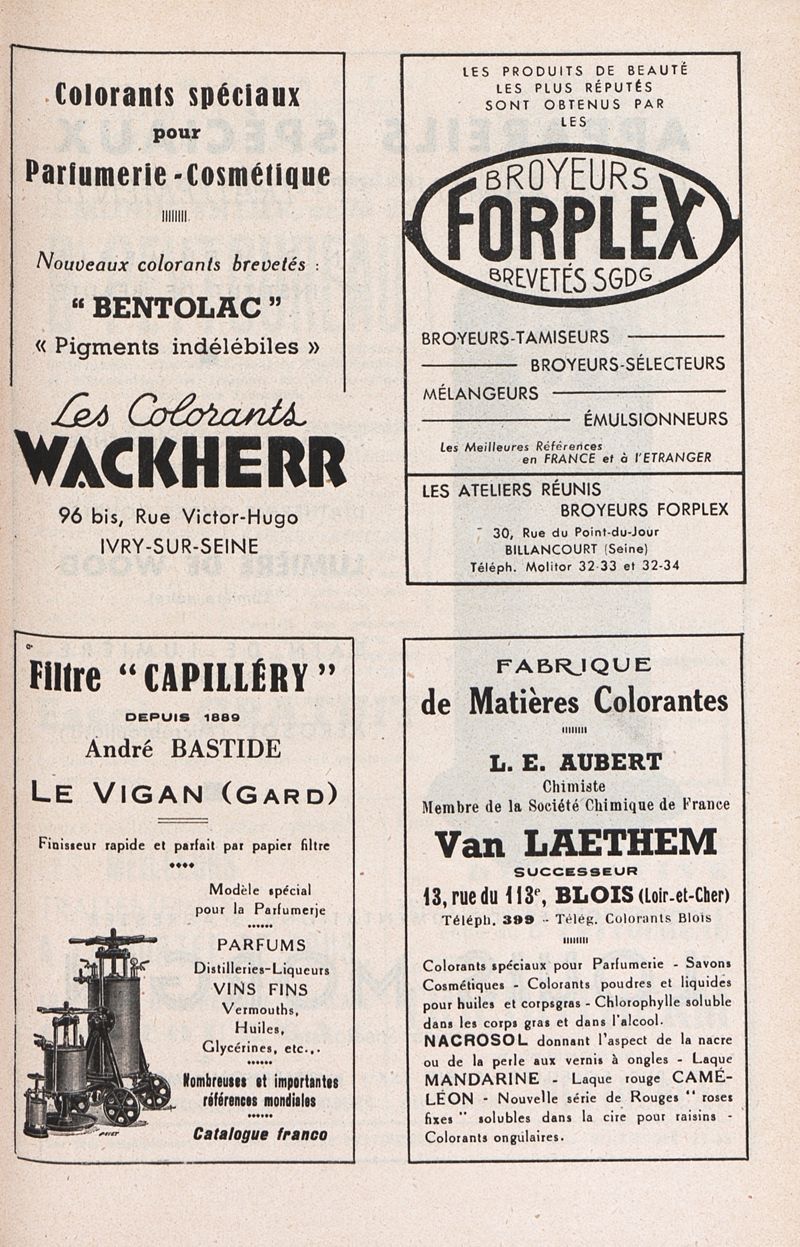 Colorants spéciaux
pour
Parfumerie-Cosmétique
Nouveaux colorants brevetés :
“ BENTOLAC ”
« Pigments indélébiles »
Les Colorants
WACKHERR
96 bis, Rue Victor-Hugo
IVRY-SUR-SEINE
LES PRODUITS DE BEAUTÉ
LES PLUS RÉPUTÉS
SONT OBTENUS PAR
LES
BROYEURS
FORPLEX
BREVETÉS SGDG
BROYEURS-TAMISEURS
BROYEURS-SÉLECTEURS
MÉLANGEURS
ÉMULSIONNEURS
Les Meilleures Références
en FRANCE et à l'ETRANGER
LES ATELIERS RÉUNIS
BROYEURS FORPLEX
30, Rue du Point-du-Jour
BILLANCOURT (Seine)
Téléph. Molitor 32-33 et 32-34
Filtre “ CAPILLÉRY ”
DEPUIS 1889
André BASTIDE
LE VIGAN (GARD)
Finisseur rapide et parfait par papier filtre
Modèle spécial
pour la Parfumerie
PARFUMS
Distilleries-Liqueurs
VINS FINS
Vermouths,
Huiles,
Glycérines, etc...
Nombreuses et importantes
références mondiales
Catalogue franco
FABRIQUE
de Matières Colorantes
L. E. AUBERT
Chimiste
Membre de la Société Chimique de France
Van LAETHEM
SUCCESSEUR
13, rue du 113e, BLOIS (Loir-et-Cher)
Téléph. 399 - Télég. Colorants Blois
Colorants spéciaux pour Parfumerie - Savons
Cosmétiques - Colorants poudres et liquides
pour huiles et corpsgras - Chlorophylle soluble
dans les corps gras et dans l'alcool.
NACROSOL donnant l'aspect de la nacre
ou de la perle aux vernis à ongles - Laque
MANDARINE - Laque rouge CAMÉ-
LÉON - Nouvelle série de Rouges “ roses
fixes ” solubles dans la cire pour raisins -
Colorants ongulaires.